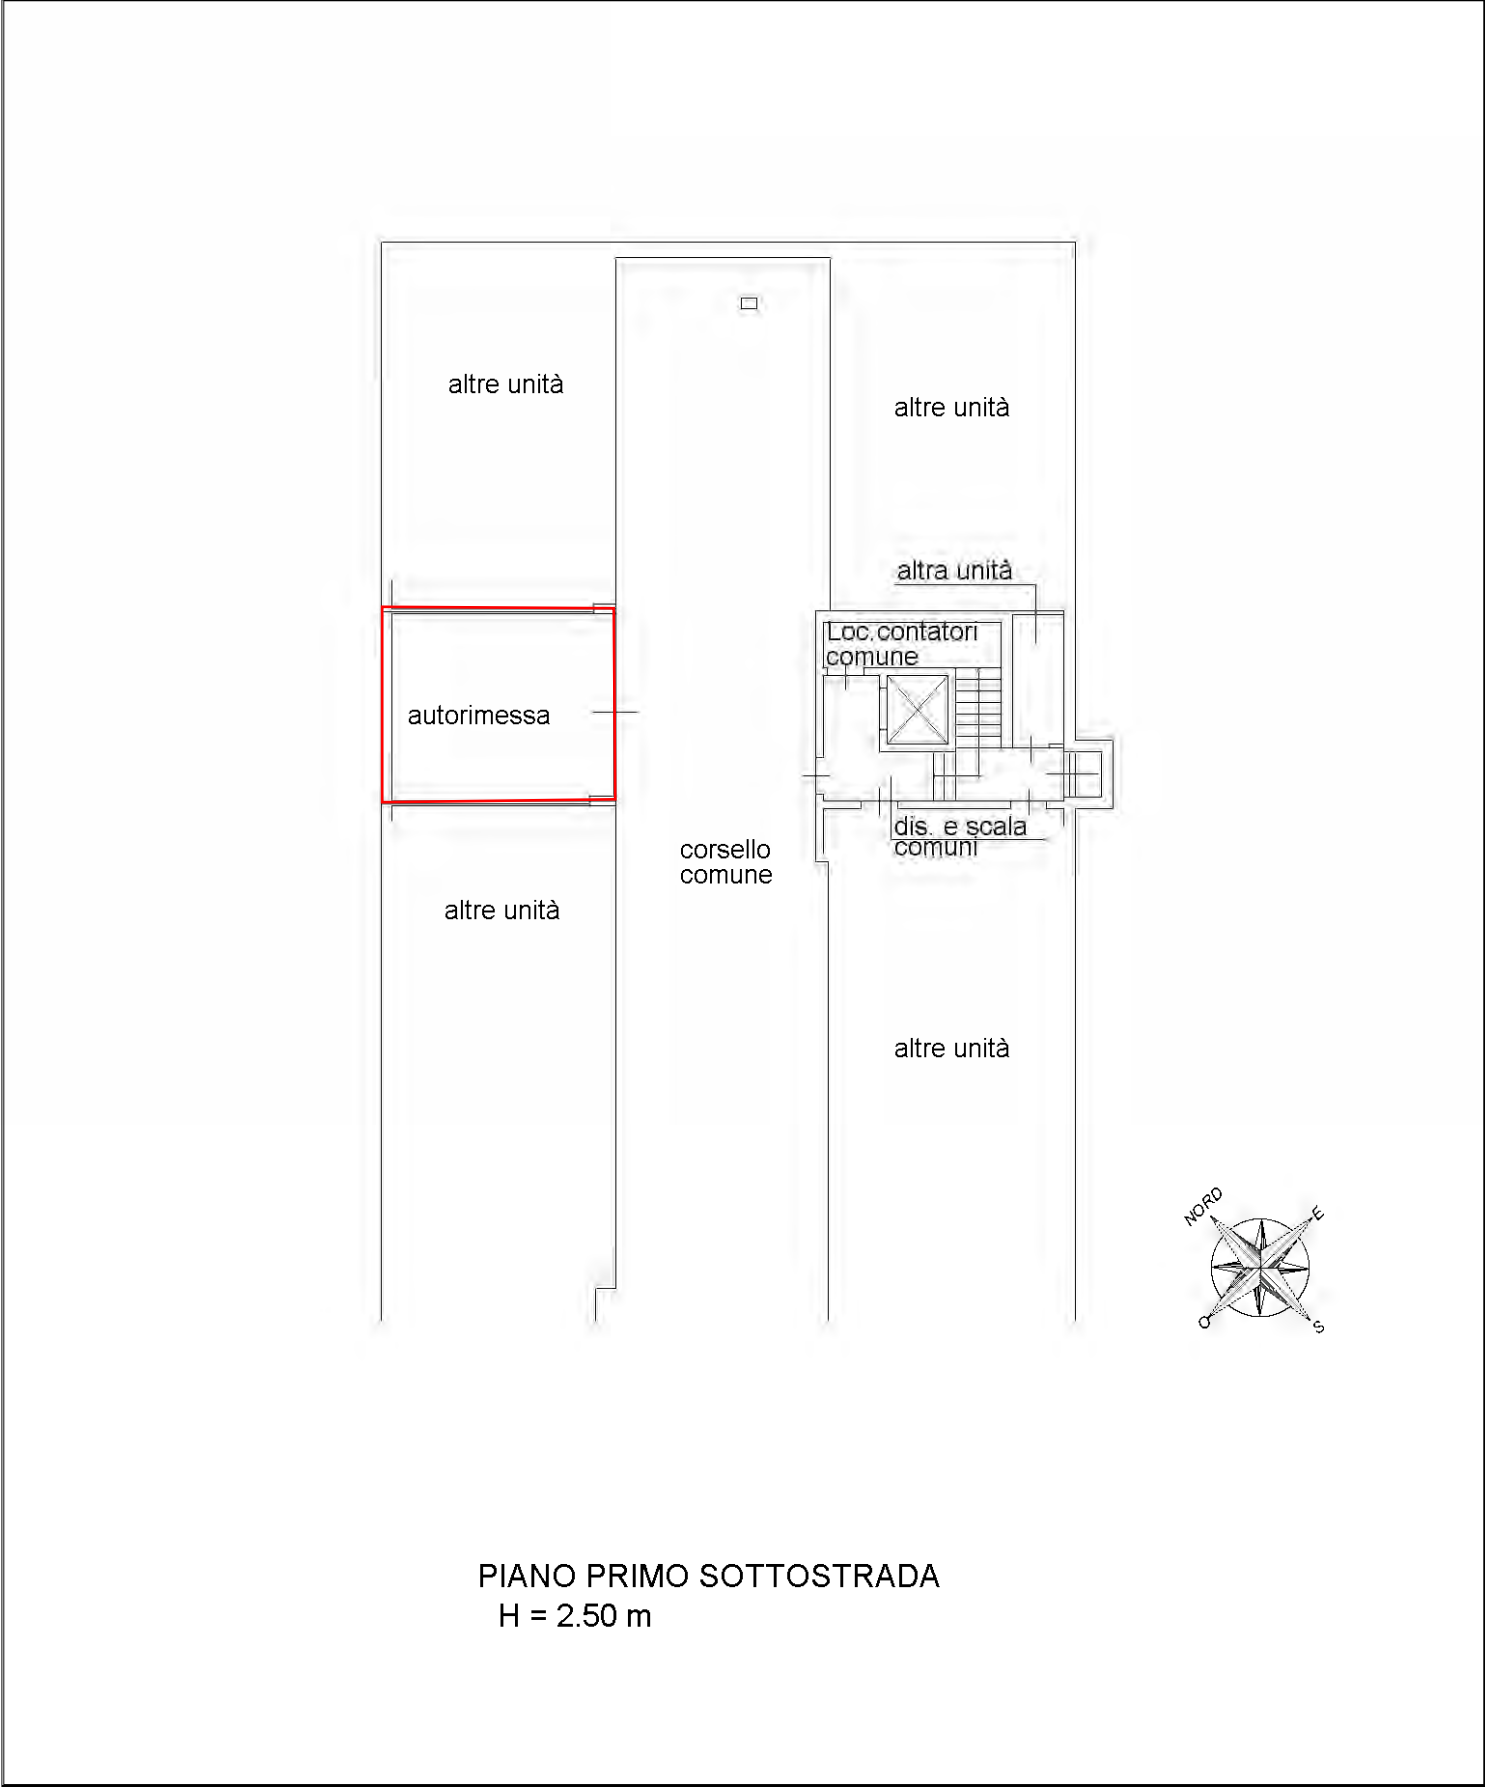 altre unità
altre unità
altra unità
Loc.contatori
comune
autorimessa
dis. e scala
comuni
corsello
comune
altre unità
altre unità
NORD
E
O
S
PIANO PRIMO SOTTOSTRADA
H = 2.50 m